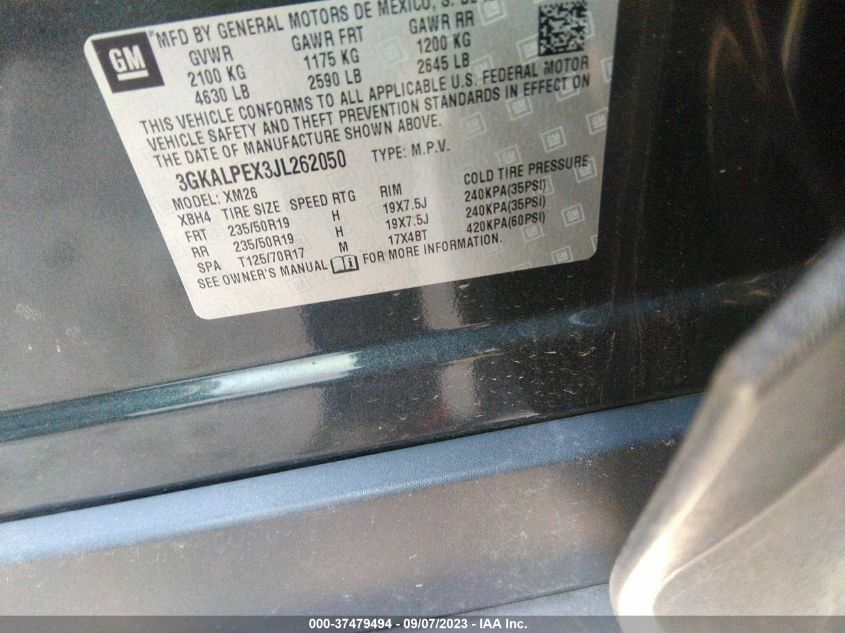 GM
MFD BY GENERAL MOTORS DE MEXICO, S. DE
GVWR GAWR FRT GAWR RR
2100 KG 1175 KG 1200 KG
4630 LB 2590 LB 2645 LB
THIS VEHICLE CONFORMS TO ALL APPLICABLE U.S. FEDERAL MOTOR
VEHICLE SAFETY AND THEFT PREVENTION STANDARDS IN EFFECT ON
THE DATE OF MANUFACTURE SHOWN ABOVE.
3GKALPEX3JL262050 TYPE: M.P.V.
MODEL: XM26
XBH4 TIRE SIZE SPEED RTG RIM COLD TIRE PRESSURE
FRT 235/50R19 H 19X7.5J 240KPA(35PSI)
RR 235/50R19 H 19X7.5J 240KPA(35PSI)
SPA T125/70R17 M 17X4BT 420KPA(60PSI)
SEE OWNER'S MANUAL FOR MORE INFORMATION.
000-37479494 - 09/07/2023 - IAA Inc.